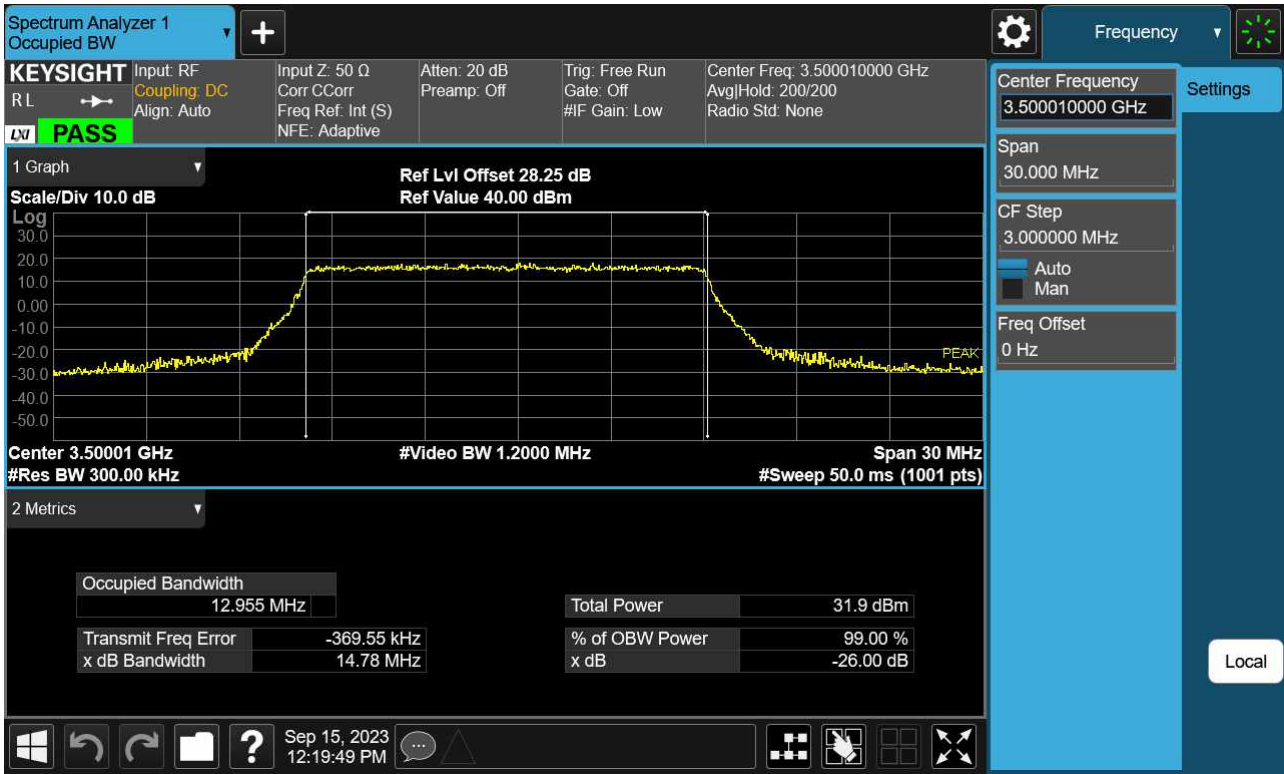 Spectrum Analyzer 1
Occupied BW
Frequency
KEYSIGHT
RL
LXI
PASS
Input: RF
Coupling: DC
Align: Auto
Input Z: 50 Ω
Corr CCorr
Freq Ref: Int (S)
NFE: Adaptive
Atten: 20 dB
Preamp: Off
Trig: Free Run
Gate: Off
#IF Gain: Low
Center Freq: 3.500010000 GHz
Avg|Hold: 200/200
Radio Std: None
Center Frequency
3.500010000 GHz
Settings
Span
30.000 MHz
CF Step
3.000000 MHz
Auto
Man
Freq Offset
0 Hz
Local
1 Graph
Scale/Div 10.0 dB
Ref Lvl Offset 28.25 dB
Ref Value 40.00 dBm
Log
30.0
20.0
10.0
0.00
-10.0
-20.0
-30.0
-40.0
-50.0
PEAK
Center 3.50001 GHz
#Video BW 1.2000 MHz
Span 30 MHz
#Res BW 300.00 kHz
#Sweep 50.0 ms (1001 pts)
2 Metrics
Occupied Bandwidth
12.955 MHz
Total Power 31.9 dBm
Transmit Freq Error -369.55 kHz
% of OBW Power 99.00 %
x dB Bandwidth 14.78 MHz
x dB -26.00 dB
?
Sep 15, 2023
12:19:49 PM